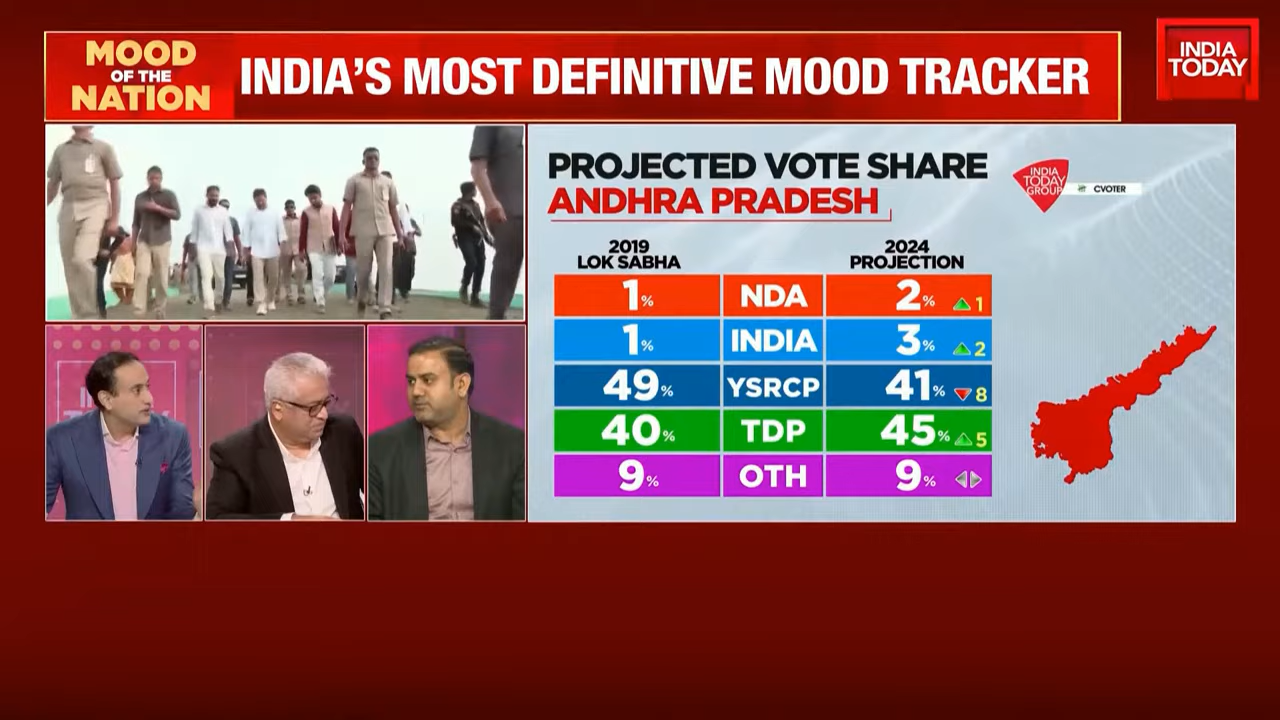 MOOD
OF THE
NATION
INDIA'S MOST DEFINITIVE MOOD TRACKER
INDIA
TODAY
PROJECTED VOTE SHARE
ANDHRA PRADESH
INDIA
TODAY
GROUP
CVOTER
2019
LOK SABHA
2024
PROJECTION
1% NDA 2% 1
1% INDIA 3% 2
49% YSRCP 41% 8
40% TDP 45% 5
9% OTH 9%